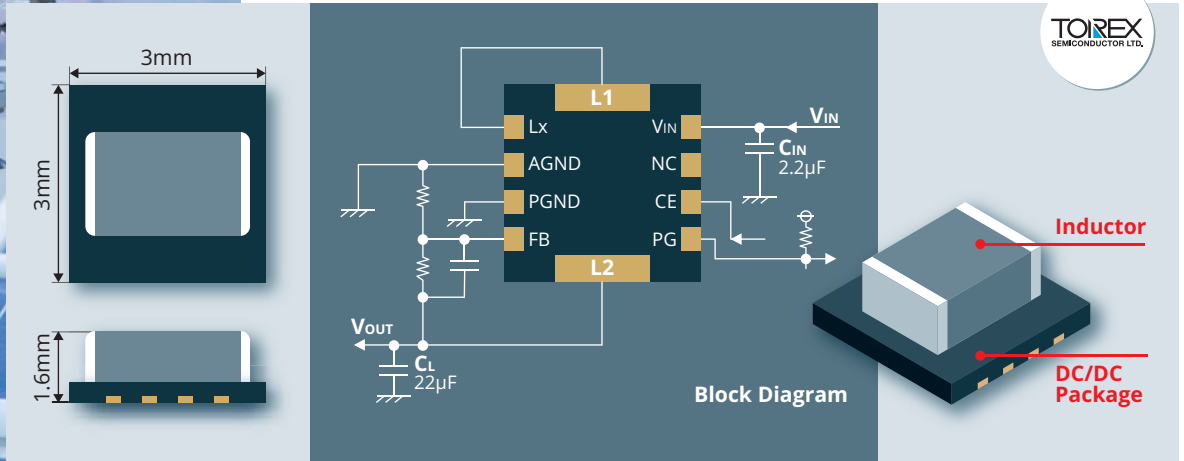 3mm
3mm
1.6mm
L1
Lx
AGND
PGND
FB
VIN
NC
CE
PG
L2
VIN
CIN
2.2µF
VOUT
CL
22µF
Block Diagram
TOIREX
SEMICONDUCTOR LTD.
Inductor
DC/DC
Package